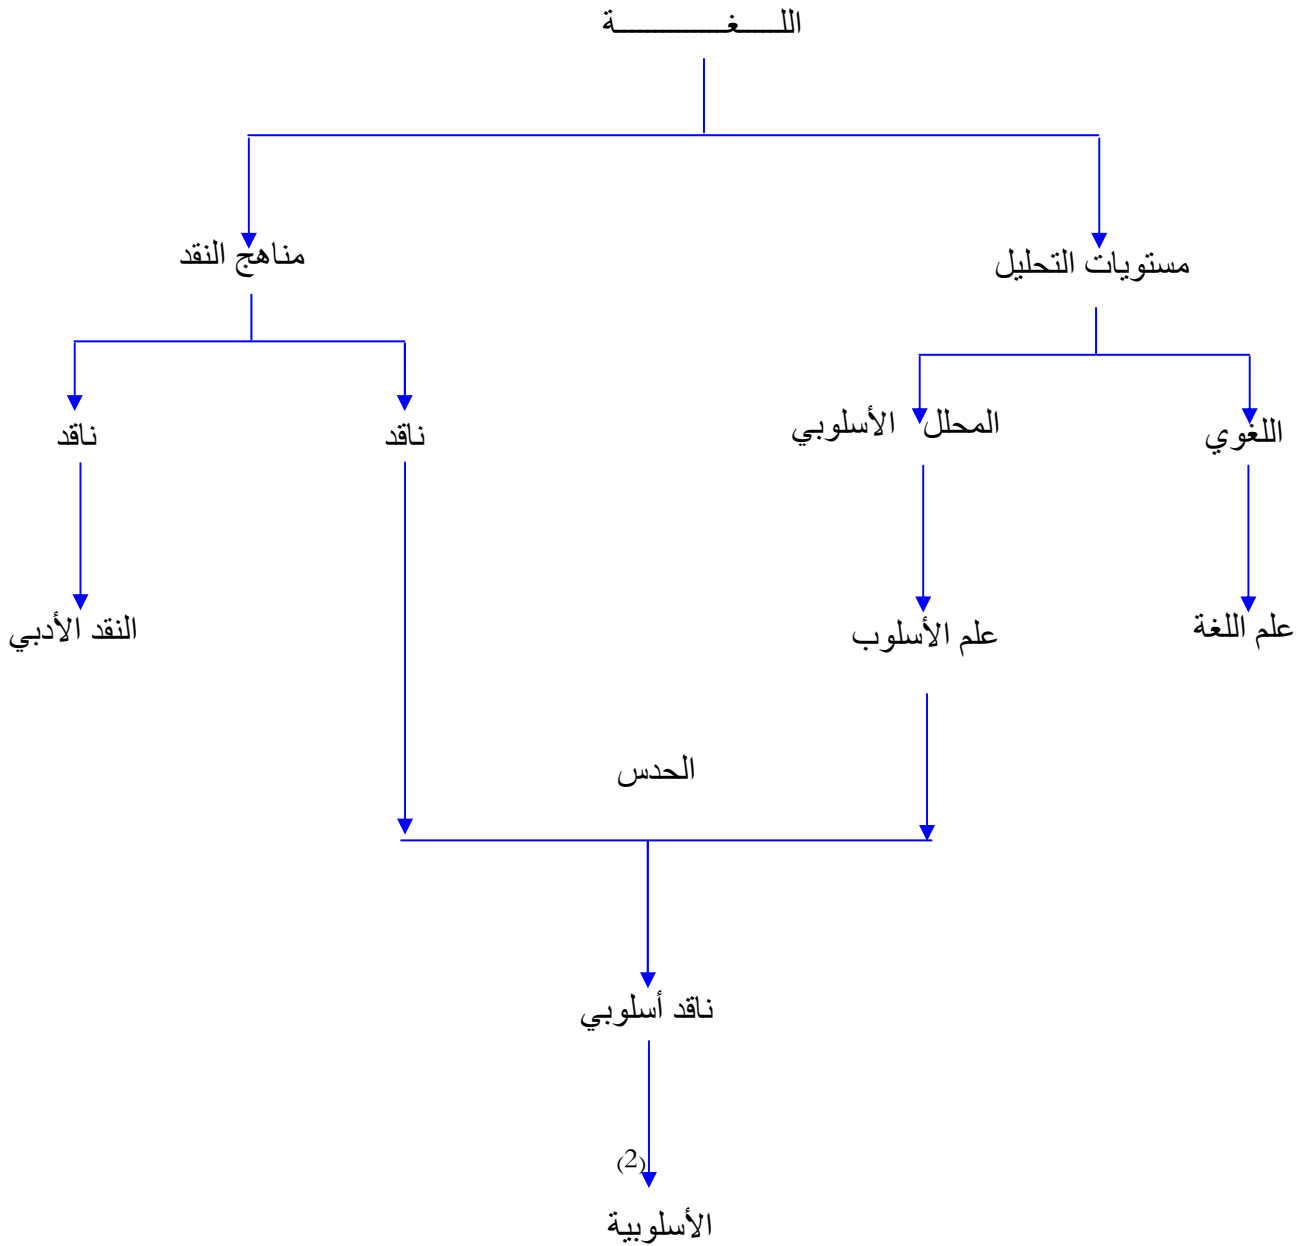 اللـــــغـــــــــــــة
مستويات التحليل
مناهج النقد
اللغوي
المحلل الأسلوبي
ناقد
ناقد
علم اللغة
علم الأسلوب
النقد الأدبي
الحدس
ناقد أسلوبي
(2)
الأسلوبية